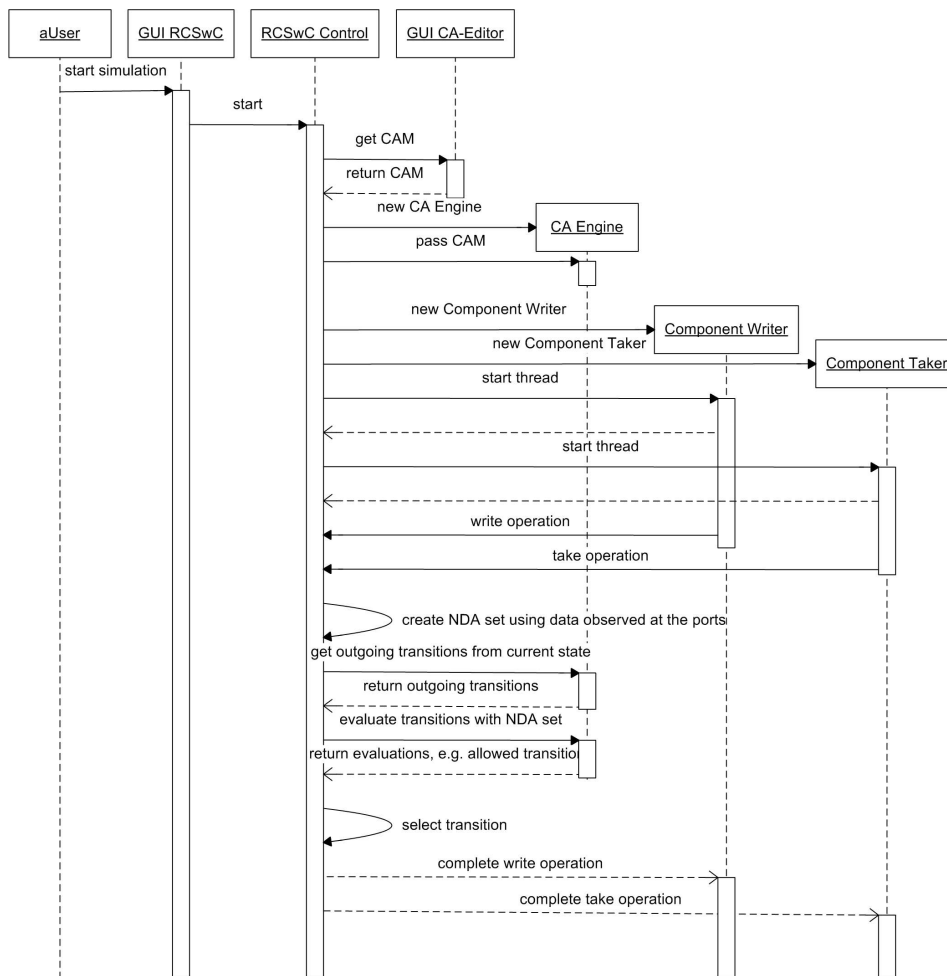 aUser
GUI RCSwC
RCSwC Control
GUI CA-Editor
start simulation
start
get CAM
return CAM
new CA Engine
CA Engine
pass CAM
new Component Writer
Component Writer
new Component Taker
Component Taker
start thread
start thread
write operation
take operation
create NDA set using data observed at the ports
get outgoing transitions from current state
return outgoing transitions
evaluate transitions with NDA set
return evaluations, e.g. allowed transition
select transition
complete write operation
complete take operation